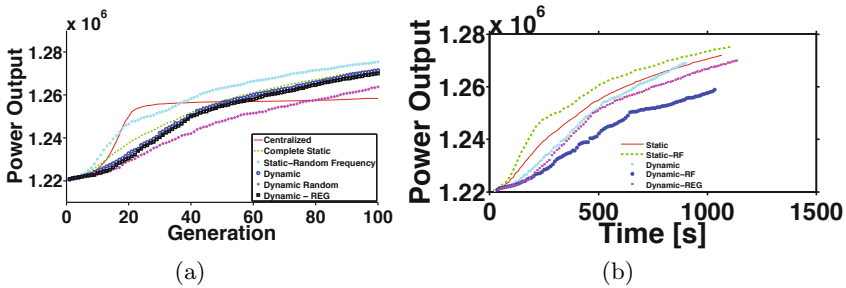 x 10^6
1.28
1.26
1.24
1.22
Power Output
0
20
40
60
80
100
Generation
Centralized
Complete Static
Static-Random Frequency
Dynamic
Dynamic Random
Dynamic - REG
(a)
x 10^6
1.28
1.26
1.24
1.22
Power Output
0
500
1000
1500
Time [s]
Static
Static-RF
Dynamic
Dynamic-RF
Dynamic-REG
(b)